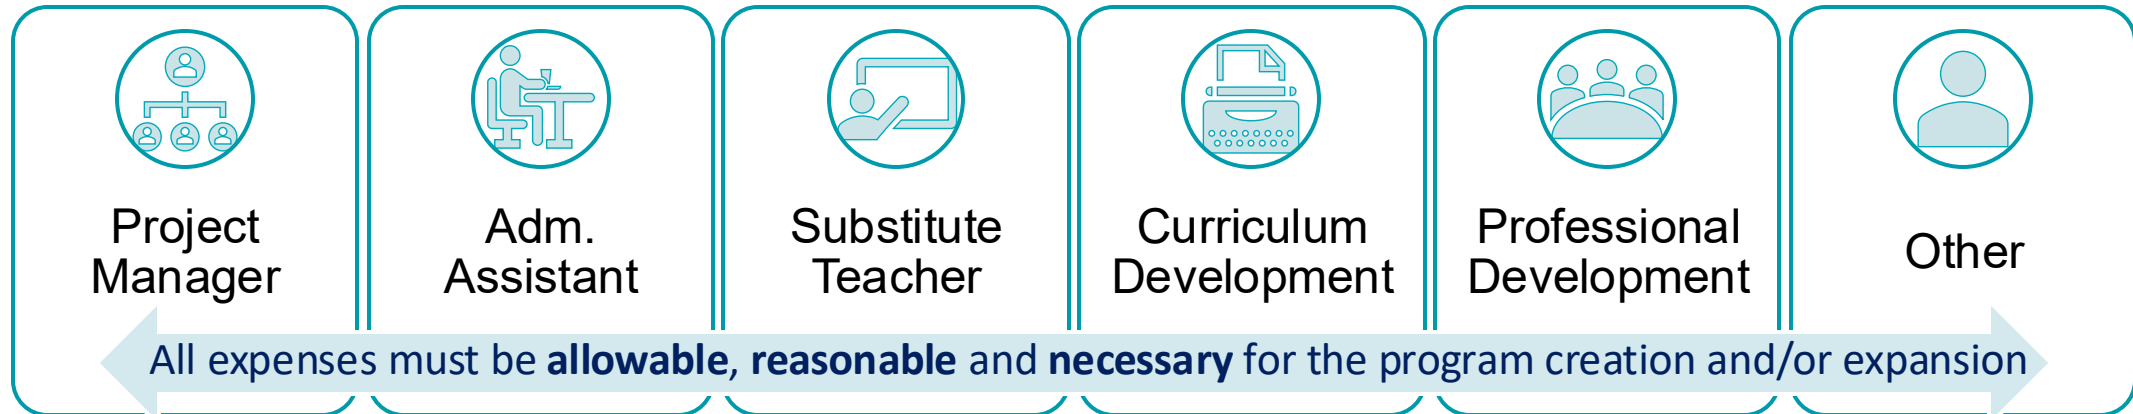 Project
Manager
Adm.
Assistant
Substitute
Teacher
Curriculum
Development
Professional
Development
Other
All expenses must be allowable, reasonable and necessary for the program creation and/or expansion